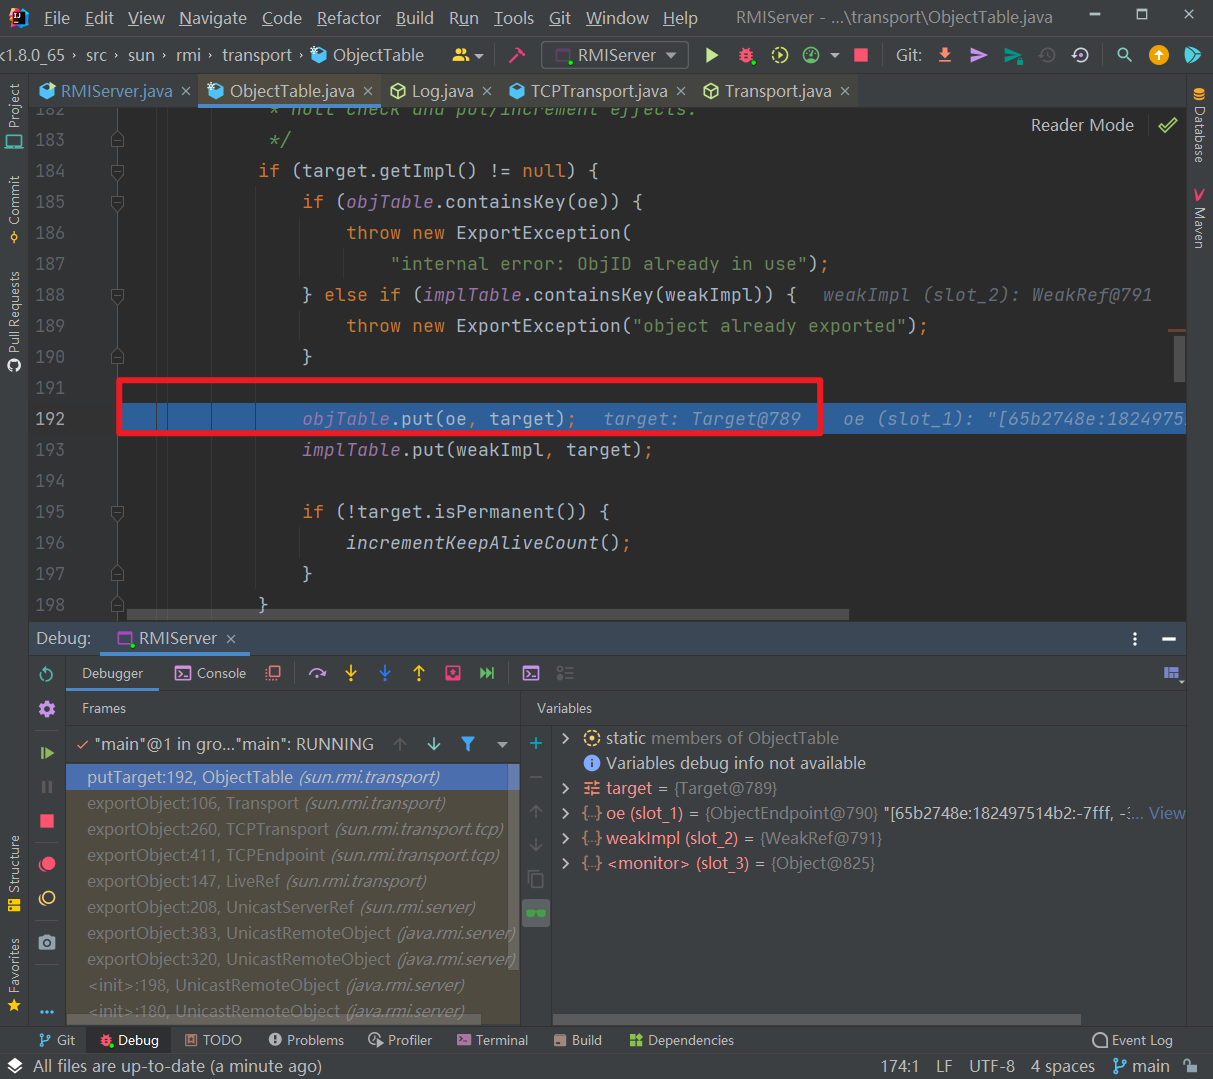 File Edit View Navigate Code Refactor Build Run Tools Git Window Help RMIServer - ...\transport\ObjectTable.java
k1.8.0_65 › src › sun › rmi › transport › ObjectTable RMIServer Git:
RMIServer.java ObjectTable.java Log.java TCPTransport.java Transport.java
Project
Commit
Pull Requests
Structure
Favorites
Database
Maven
Reader Mode
182 * null check and put/increment effects.
183 */
184 if (target.getImpl() != null) {
185 if (objTable.containsKey(oe)) {
186 throw new ExportException(
187 "internal error: ObjID already in use");
188 } else if (implTable.containsKey(weakImpl)) { weakImpl (slot_2): WeakRef@791
189 throw new ExportException("object already exported");
190 }
191
192 objTable.put(oe, target); target: Target@789 oe (slot_1): "[65b2748e:1824975
193 implTable.put(weakImpl, target);
194
195 if (!target.isPermanent()) {
196 incrementKeepAliveCount();
197 }
198 }
Debug: RMIServer
Debugger Console
Frames Variables
"main"@1 in gro..."main": RUNNING
putTarget:192, ObjectTable (sun.rmi.transport)
exportObject:106, Transport (sun.rmi.transport)
exportObject:260, TCPTransport (sun.rmi.transport.tcp)
exportObject:411, TCPEndpoint (sun.rmi.transport.tcp)
exportObject:147, LiveRef (sun.rmi.transport)
exportObject:208, UnicastServerRef (sun.rmi.server)
exportObject:383, UnicastRemoteObject (java.rmi.server)
exportObject:320, UnicastRemoteObject (java.rmi.server)
<init>:198, UnicastRemoteObject (java.rmi.server)
<init>:180, UnicastRemoteObject (java.rmi.server)
static members of ObjectTable
Variables debug info not available
target = {Target@789}
oe (slot_1) = {ObjectEndpoint@790} "[65b2748e:182497514b2:-7fff, -3... View
weakImpl (slot_2) = {WeakRef@791}
<monitor> (slot_3) = {Object@825}
Git Debug TODO Problems Profiler Terminal Build Dependencies Event Log
All files are up-to-date (a minute ago) 174:1 LF UTF-8 4 spaces main